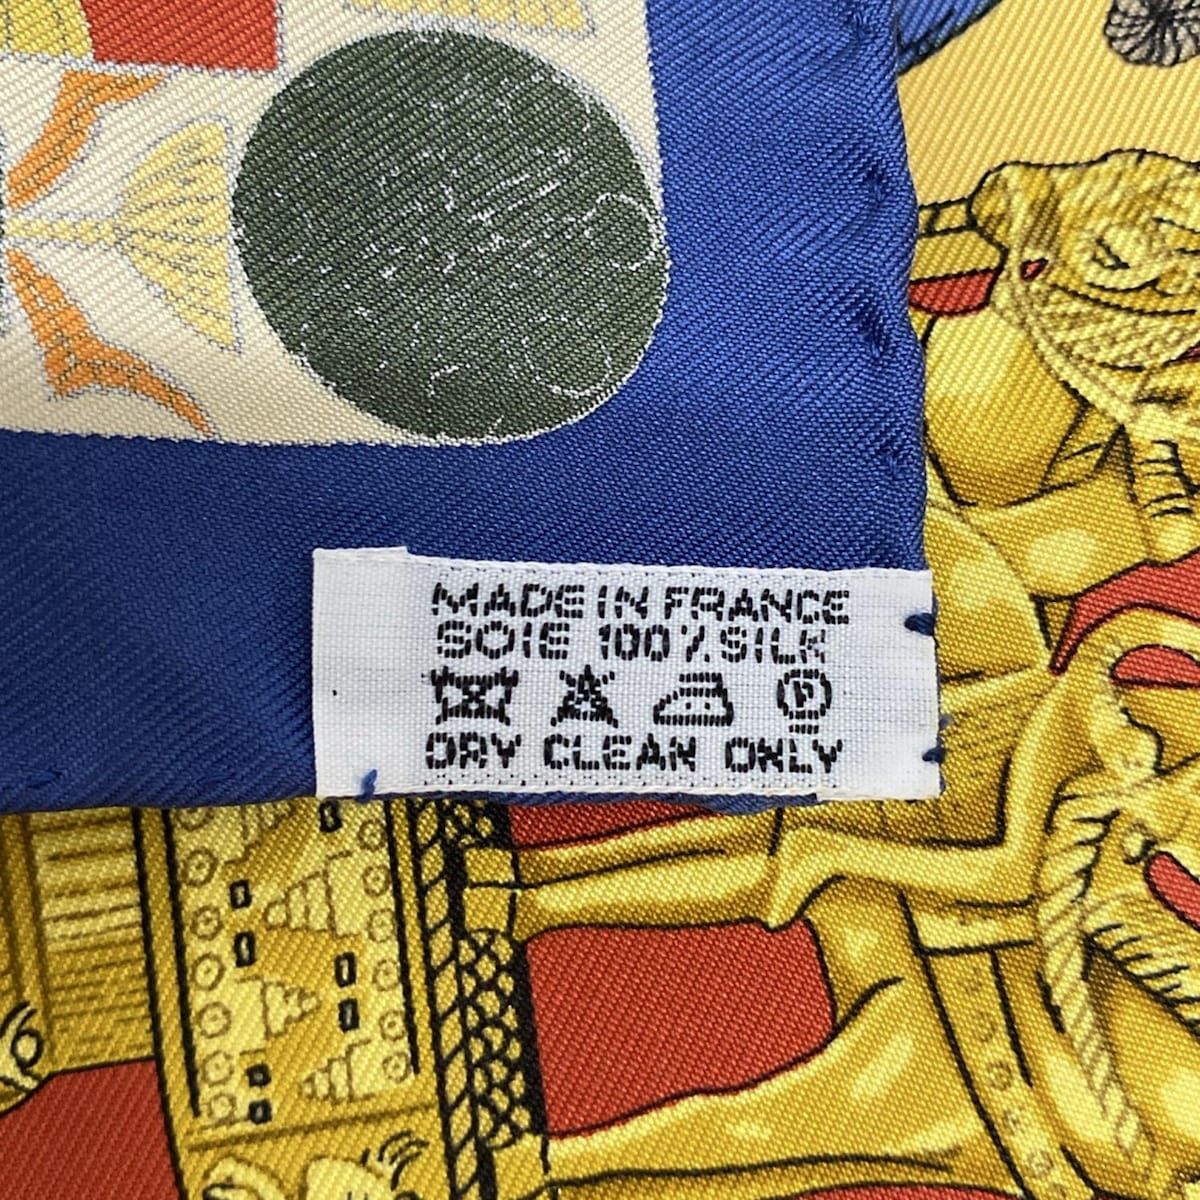 MADE IN FRANCE
SOIE 100% SILK
P
DRY CLEAN ONLY